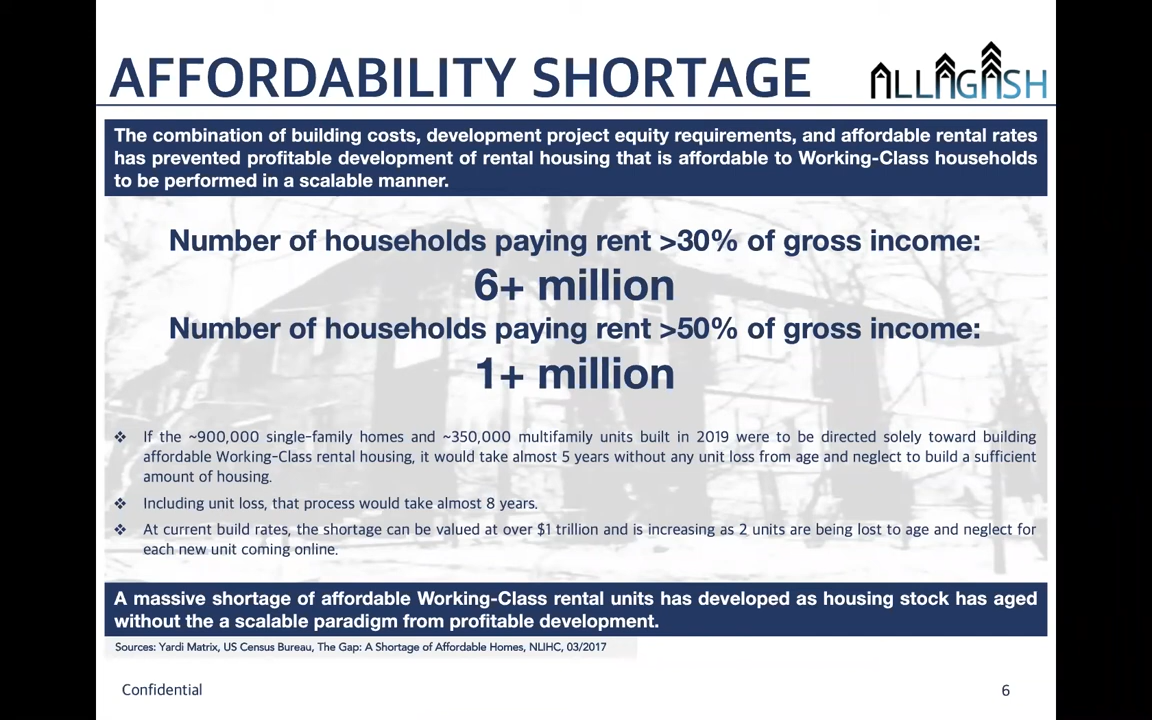 AFFORDABILITY SHORTAGE
ALLAGASH
The combination of building costs, development project equity requirements, and affordable rental rates
has prevented profitable development of rental housing that is affordable to Working-Class households
to be performed in a scalable manner.
Number of households paying rent >30% of gross income:
6+ million
Number of households paying rent >50% of gross income:
1+ million
❖ If the ~900,000 single-family homes and ~350,000 multifamily units built in 2019 were to be directed solely toward building
affordable Working-Class rental housing, it would take almost 5 years without any unit loss from age and neglect to build a sufficient
amount of housing.
❖ Including unit loss, that process would take almost 8 years.
❖ At current build rates, the shortage can be valued at over $1 trillion and is increasing as 2 units are being lost to age and neglect for
each new unit coming online.
A massive shortage of affordable Working-Class rental units has developed as housing stock has aged
without the a scalable paradigm from profitable development.
Sources: Yardi Matrix, US Census Bureau, The Gap: A Shortage of Affordable Homes, NLIHC, 03/2017
Confidential
6